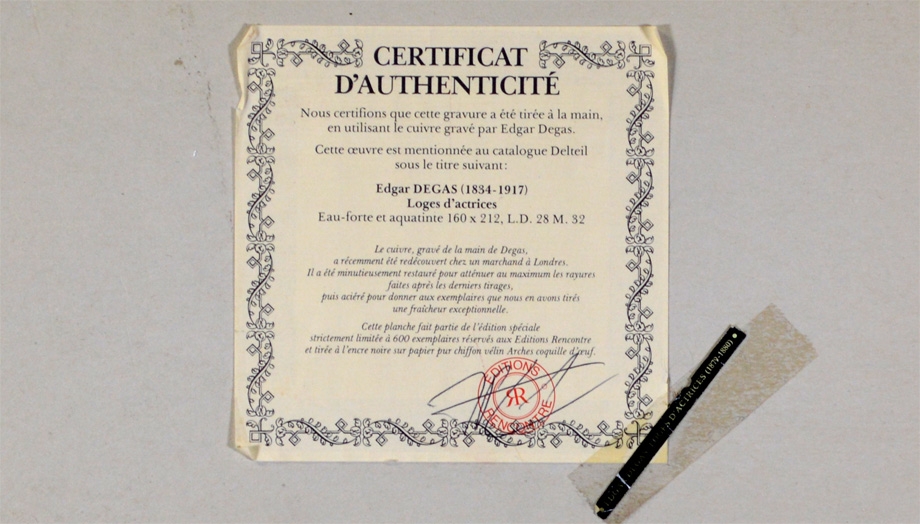 CERTIFICAT
D'AUTHENTICITÉ
Nous certifions que cette gravure a été tirée à la main,
en utilisant le cuivre gravé par Edgar Degas.
Cette œuvre est mentionnée au catalogue Delteil
sous le titre suivant:
Edgar DEGAS (1834-1917)
Loges d'actrices
Eau-forte et aquatinte 160 x 212, L.D. 28 M. 32
Le cuivre, gravé de la main de Degas,
a récemment été redécouvert chez un marchand à Londres.
Il a été minutieusement restauré pour atténuer au maximum les rayures
faites après les derniers tirages,
puis aciéré pour donner aux exemplaires que nous en avons tirés
une fraîcheur exceptionnelle.
Cette planche fait partie de l'édition spéciale
strictement limitée à 600 exemplaires réservés aux Editions Rencontre
et tirée à l'encre noire sur papier pur chiffon vélin Arches coquille d'œuf.
EDITIONS
RENCONTRE
D'ACTRICES (1879-1880)